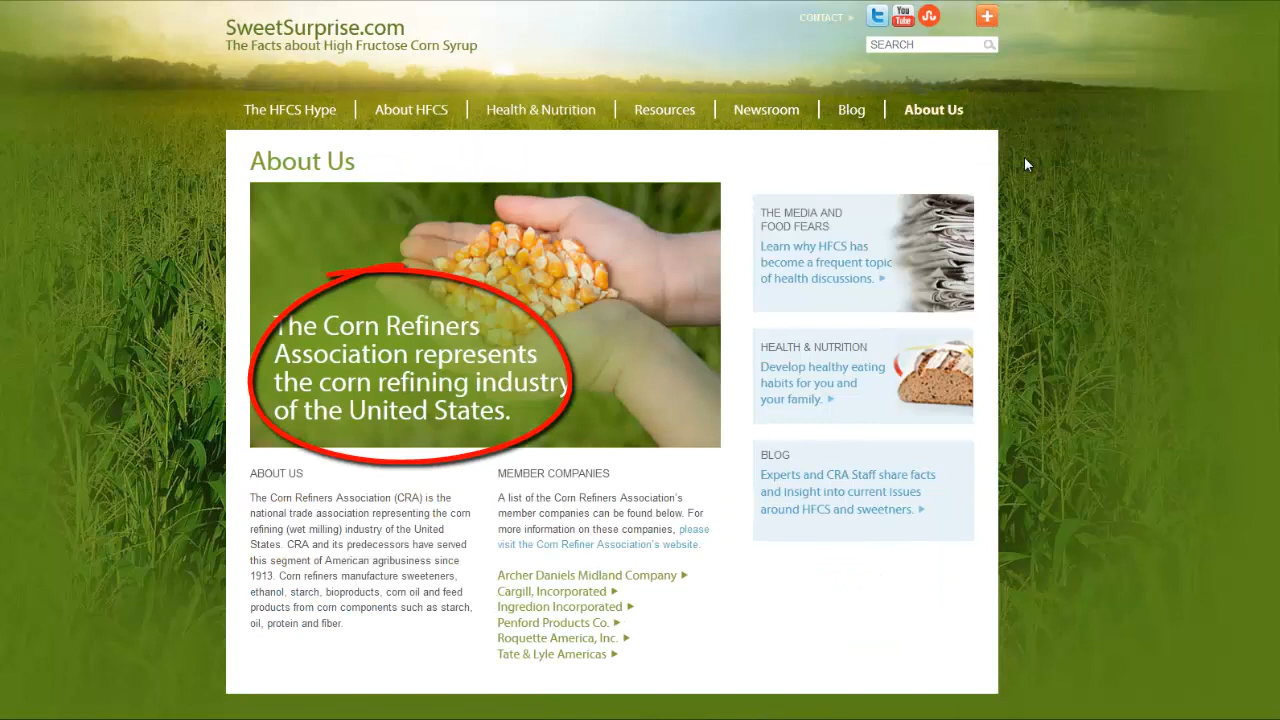 SweetSurprise.com
The Facts about High Fructose Corn Syrup
CONTACT
You
Tube
SEARCH
The HFCS Hype
About HFCS
Health & Nutrition
Resources
Newsroom
Blog
About Us
About Us
The Corn Refiners
Association represents
the corn refining industry
of the United States.
ABOUT US
The Corn Refiners Association (CRA) is the
national trade association representing the corn
refining (wet milling) industry of the United
States. CRA and its predecessors have served
this segment of American agribusiness since
1913. Corn refiners manufacture sweeteners,
ethanol, starch, bioproducts, corn oil and feed
products from corn components such as starch,
oil, protein and fiber.
MEMBER COMPANIES
A list of the Corn Refiners Association's
member companies can be found below. For
more information on these companies, please
visit the Corn Refiner Association's website.
Archer Daniels Midland Company
Cargill, Incorporated
Ingredion Incorporated
Penford Products Co.
Roquette America, Inc.
Tate & Lyle Americas
THE MEDIA AND
FOOD FEARS
Learn why HFCS has
become a frequent topic
of health discussions.
HEALTH & NUTRITION
Develop healthy eating
habits for you and
your family.
BLOG
Experts and CRA Staff share facts
and insight into current issues
around HFCS and sweetners.